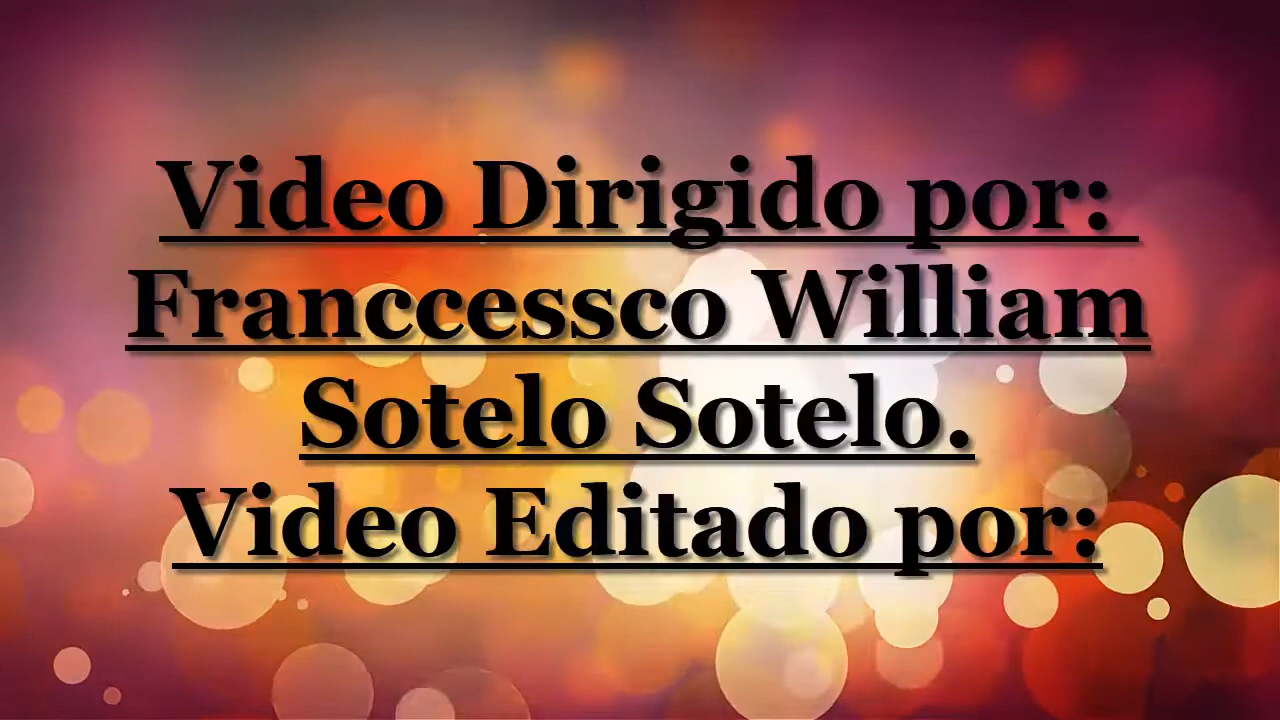 Video Dirigido por:
Franccessco William
Sotelo Sotelo.
Video Editado por: